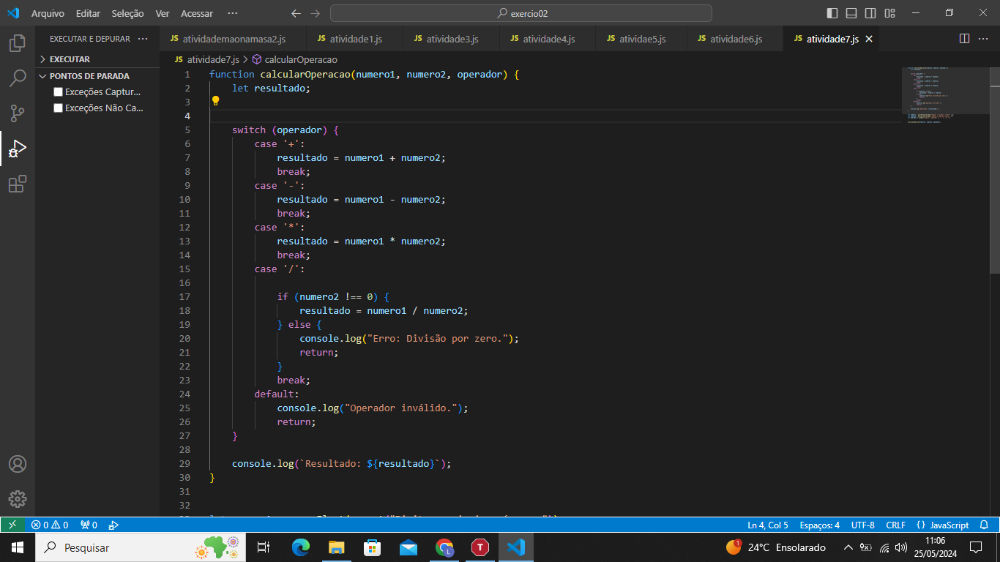 Arquivo Editar Seleção Ver Acessar ···
exercio02
EXECUTAR E DEPURAR ···
JS atividademaonamasa2.js JS atividade1.js JS atividade3.js JS atividade4.js JS atividae5.js JS atividade6.js JS atividade7.js
EXECUTAR
PONTOS DE PARADA
Exceções Captur...
Exceções Não Ca...
JS atividade7.js > calcularOperacao
1 function calcularOperacao(numero1, numero2, operador) {
2 let resultado;
3
4
5 switch (operador) {
6 case '+':
7 resultado = numero1 + numero2;
8 break;
9 case '-':
10 resultado = numero1 - numero2;
11 break;
12 case '*':
13 resultado = numero1 * numero2;
14 break;
15 case '/':
16
17 if (numero2 !== 0) {
18 resultado = numero1 / numero2;
19 } else {
20 console.log("Erro: Divisão por zero.");
21 return;
22 }
23 break;
24 default:
25 console.log("Operador inválido.");
26 return;
27 }
28
29 console.log(`Resultado: ${resultado}`);
30 }
31
32
0 0 0
Ln 4, Col 5 Espaços: 4 UTF-8 CRLF {} JavaScript
Pesquisar
T
L
1
24°C Ensolarado
11:06
25/05/2024